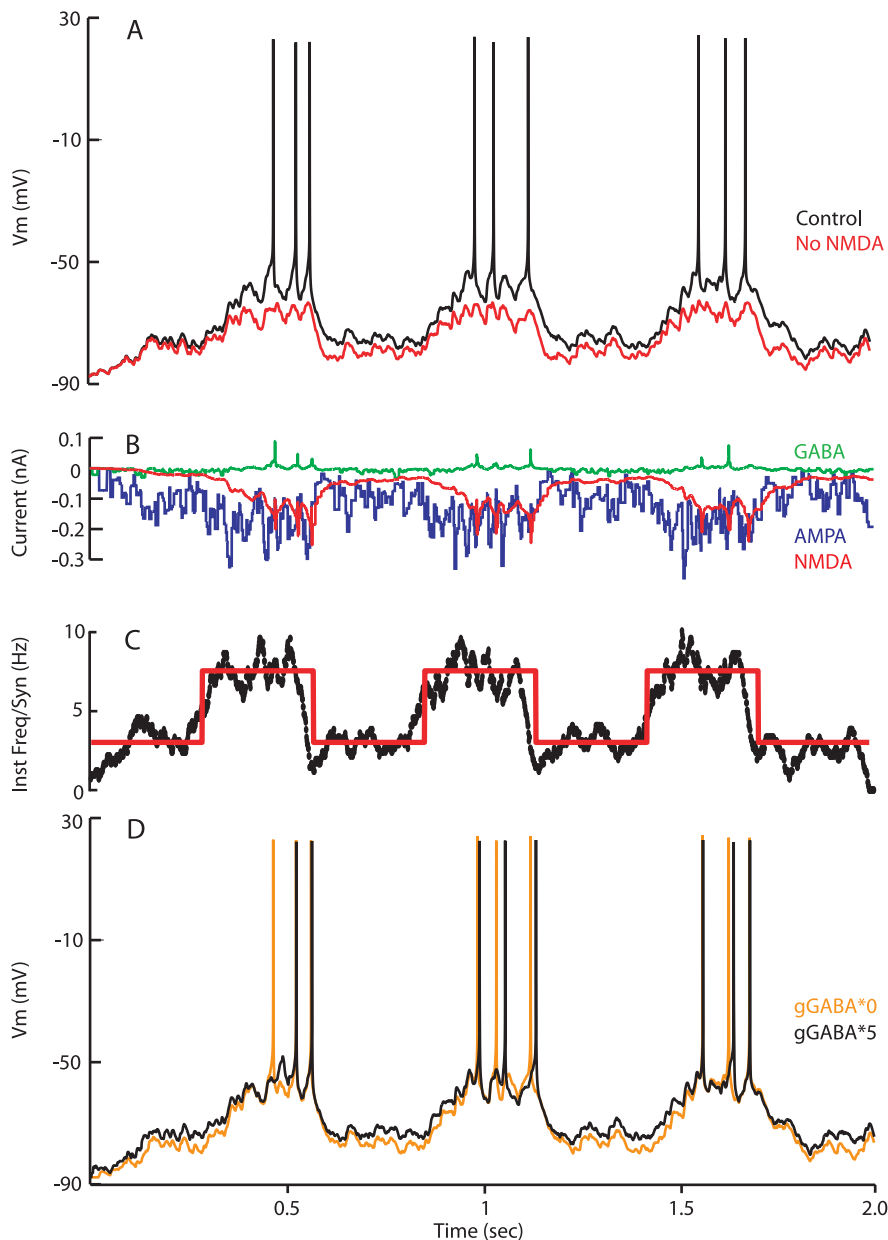 A
30
-10
-50
-90
Vm (mV)
Control
No NMDA
B
0.1
0
-0.1
-0.2
-0.3
Current (nA)
GABA
AMPA
NMDA
C
10
5
0
Inst Freq/Syn (Hz)
D
30
-10
-50
-90
Vm (mV)
gGABA*0
gGABA*5
0.5
1
1.5
2.0
Time (sec)